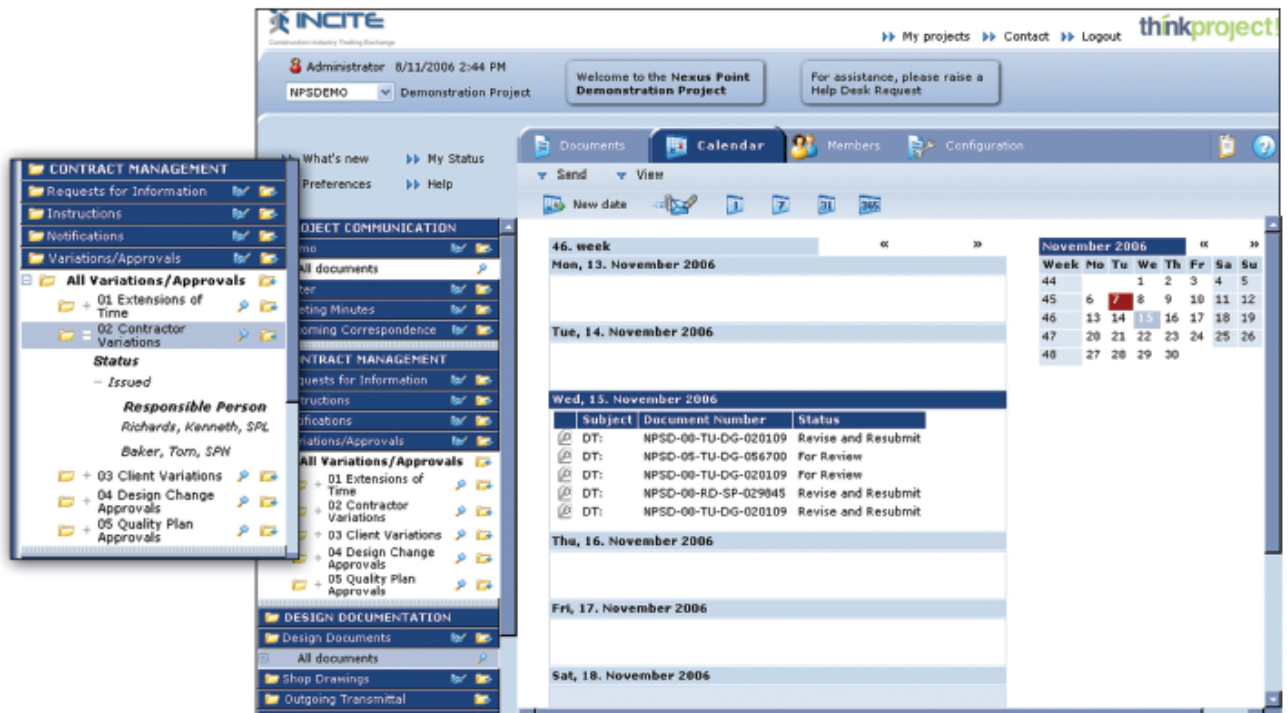 INCITE
Construction Industry Trading Exchange
My projects Contact Logout
thinkproject!
Administrator 8/11/2006 2:44 PM
NPSDEMO Demonstration Project
Welcome to the Nexus Point
Demonstration Project
For assistance, please raise a
Help Desk Request
What's new My Status
Preferences Help
Documents Calendar Members Configuration
Send View
New date 1 7 31 365
CONTRACT MANAGEMENT
Requests for Information
Instructions
Notifications
Variations/Approvals
All Variations/Approvals
01 Extensions of
Time
02 Contractor
Variations
Status
Issued
Responsible Person
Richards, Kenneth, SPL
Baker, Tom, SPN
03 Client Variations
04 Design Change
Approvals
05 Quality Plan
Approvals
OJECT COMMUNICATION
mo
All documents
ter
eting Minutes
oming Correspondence
NTRACT MANAGEMENT
quests for Information
tructions
ifications
riations/Approvals
All Variations/Approvals
01 Extensions of
Time
02 Contractor
Variations
03 Client Variations
04 Design Change
Approvals
05 Quality Plan
Approvals
DESIGN DOCUMENTATION
Design Documents
All documents
Shop Drawings
Outgoing Transmittal
46. week « »
Mon, 13. November 2006
Tue, 14. November 2006
Wed, 15. November 2006
Subject Document Number Status
DT: NPSD-00-TU-DG-020109 Revise and Resubmit
DT: NPSD-05-TU-DG-056700 For Review
DT: NPSD-00-TU-DG-020109 For Review
DT: NPSD-00-RD-SP-029845 Revise and Resubmit
DT: NPSD-00-TU-DG-020109 Revise and Resubmit
Thu, 16. November 2006
Fri, 17. November 2006
Sat, 18. November 2006
November 2006 « »
Week Mo Tu We Th Fr Sa Su
44 1 2 3 4 5
45 6 7 8 9 10 11 12
46 13 14 15 16 17 18 19
47 20 21 22 23 24 25 26
48 27 28 29 30